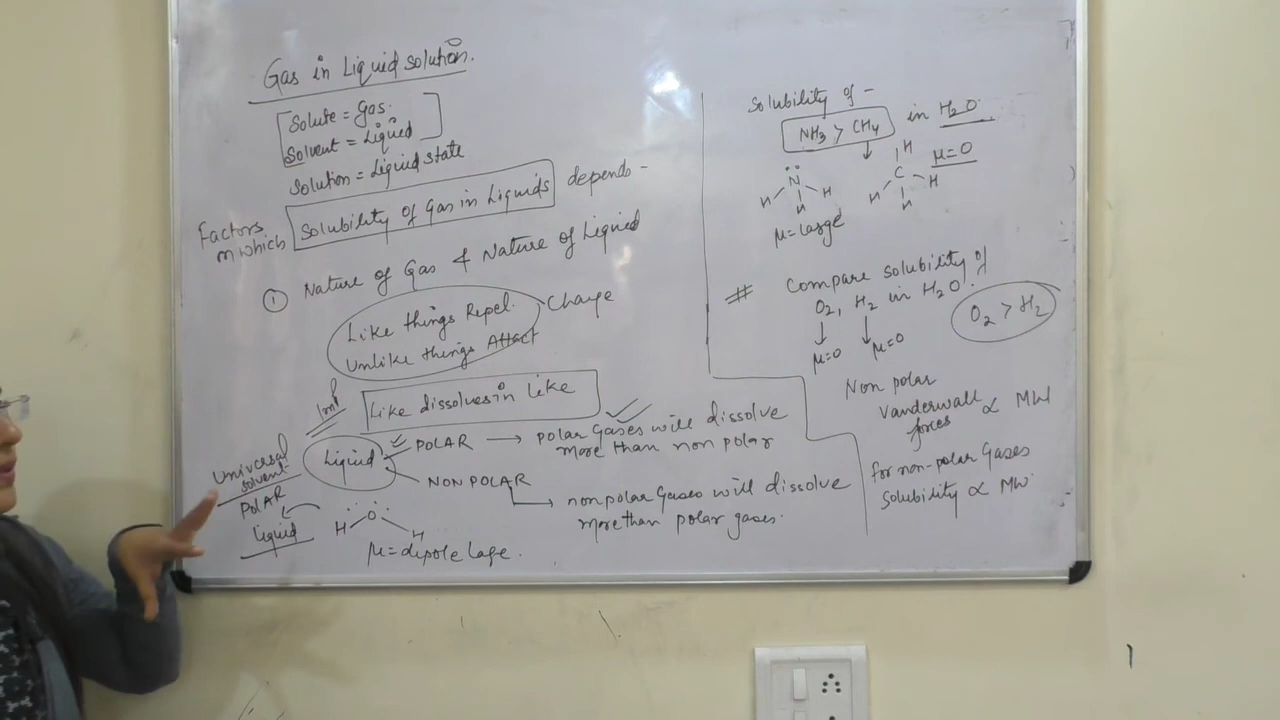 Gas in Liquid solution.
Solute = Gas.
Solvent = Liquid
Solution = Liquid state
Factors on which Solubility of Gas in Liquids depends -
① Nature of Gas & Nature of Liquid
Like things Repel. Charge
Unlike things Attact
Imp
Like dissolves in Like
Liquid
POLAR → polar Gases will dissolve
more than non polar
NON POLAR
→ nonpolar Gases will dissolve
more than polar gases.
Universal
solvent
POLAR
liquid
H O H
μ = dipole lage.
Solubility of -
NH3 > CH4 in H2O
μ=0
N H H H
C H H H H
μ = Large
# Compare solubility of
O2, H2 in H2O.
μ=0 μ=0
O2 > H2
Non polar
Vanderwall ∝ MW
forces
for non-polar Gases
Solubility ∝ MW.